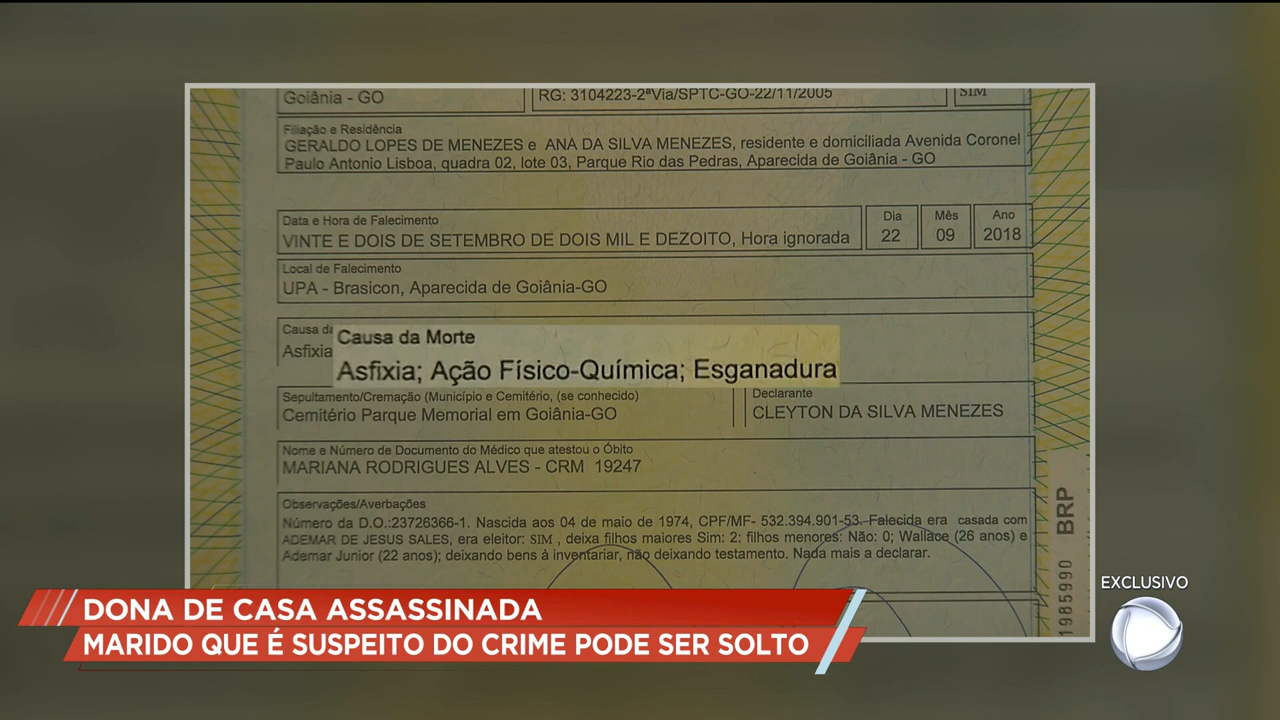 Goiânia - GO
RG: 3104223-2ªVia/SPTC-GO-22/11/2005
SIM
Filiação e Residência
GERALDO LOPES DE MENEZES e ANA DA SILVA MENEZES, residente e domiciliada Avenida Coronel
Paulo Antonio Lisboa, quadra 02, lote 03, Parque Rio das Pedras, Aparecida de Goiânia - GO
Data e Hora de Falecimento
VINTE E DOIS DE SETEMBRO DE DOIS MIL E DEZOITO, Hora ignorada
Dia
22
Mês
09
Ano
2018
Local de Falecimento
UPA - Brasicon, Aparecida de Goiânia-GO
Causa da
Asfixia
Causa da Morte
Asfixia; Ação Físico-Química; Esganadura
Sepultamento/Cremação (Município e Cemitério, (se conhecido)
Cemitério Parque Memorial em Goiânia-GO
Declarante
CLEYTON DA SILVA MENEZES
Nome e Número de Documento do Médico que atestou o Óbito
MARIANA RODRIGUES ALVES - CRM 19247
Observações/Averbações
Número da D.O.:23726366-1. Nascida aos 04 de maio de 1974, CPF/MF- 532.394.901-53. Falecida era casada com
ADEMAR DE JESUS SALES, era eleitor: SIM , deixa filhos maiores Sim: 2; filhos menores: Não: 0; Wallace (26 anos) e
Ademar Junior (22 anos); deixando bens à inventariar, não deixando testamento. Nada mais a declarar.
1985990 BRP
EXCLUSIVO
DONA DE CASA ASSASSINADA
MARIDO QUE É SUSPEITO DO CRIME PODE SER SOLTO